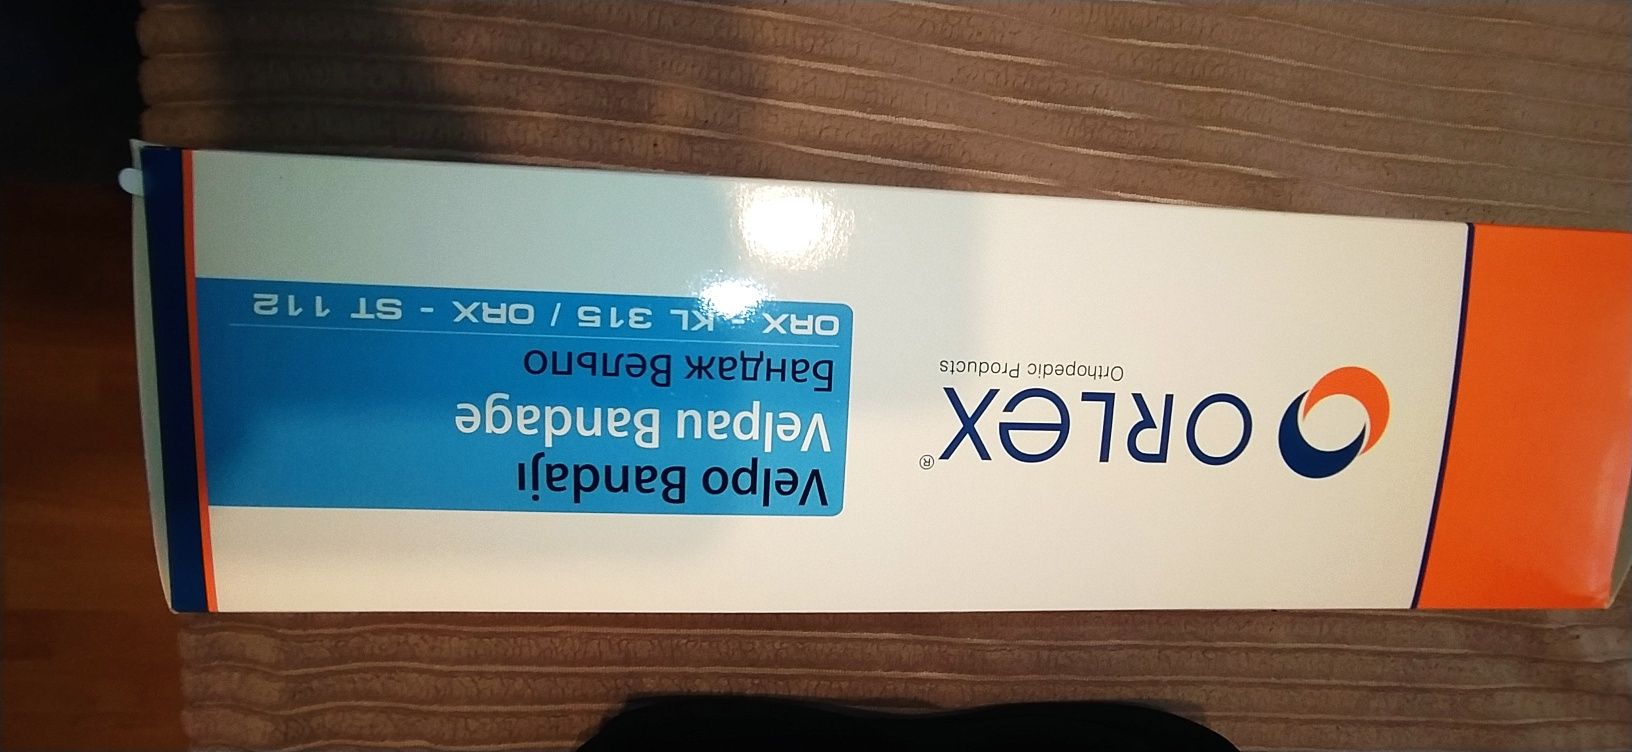 ORLEX®
Orthopedic Products
Velpo Bandajı
Velpau Bandage
Бандаж Вельпо
ORX - KL 315 / ORX - ST 112